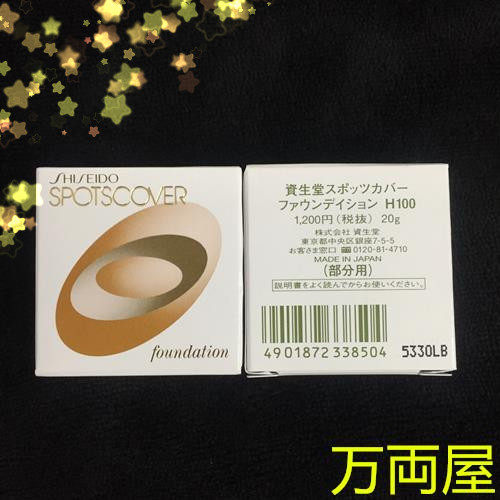 SHISEIDO
SPOTSCOVER
foundation
資生堂スポッツカバー
ファウンデイション H100
1,200円(税抜) 20g
株式会社 資生堂
東京都中央区銀座7-5-5
お客さま窓口 0120-81-4710
MADE IN JAPAN
(部分用)
説明書をよく読んでからお使いください。
4901872 338504
5330LB
万両屋